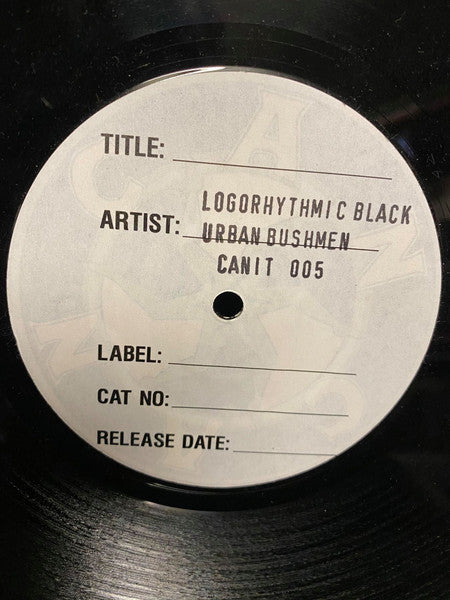 TITLE:
LOGORHYTHMIC BLACK
ARTIST: URBAN BUSHMEN
CANIT 005
LABEL:
CAT NO:
RELEASE DATE: